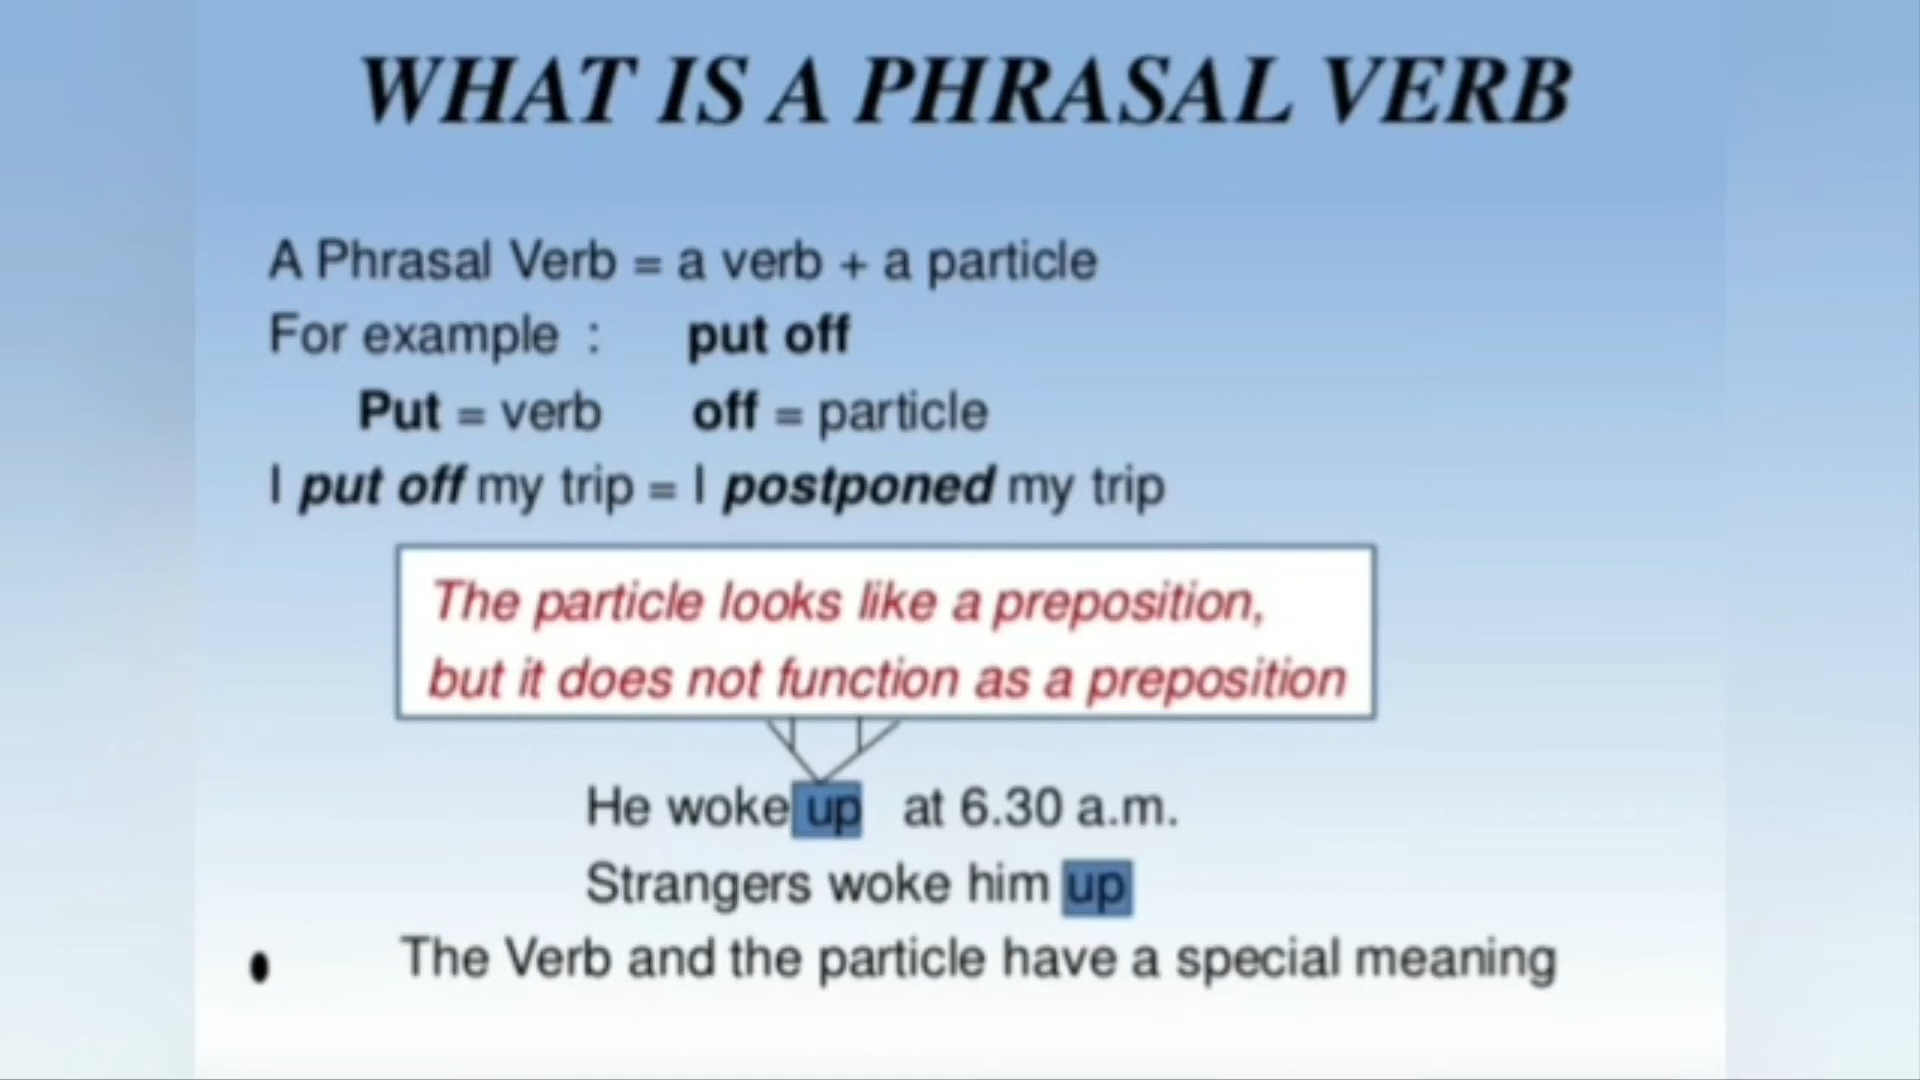 WHAT IS A PHRASAL VERB
A Phrasal Verb = a verb + a particle
For example : put off
Put = verb off = particle
I put off my trip = I postponed my trip
The particle looks like a preposition,
but it does not function as a preposition
He woke up at 6.30 a.m.
Strangers woke him up
• The Verb and the particle have a special meaning